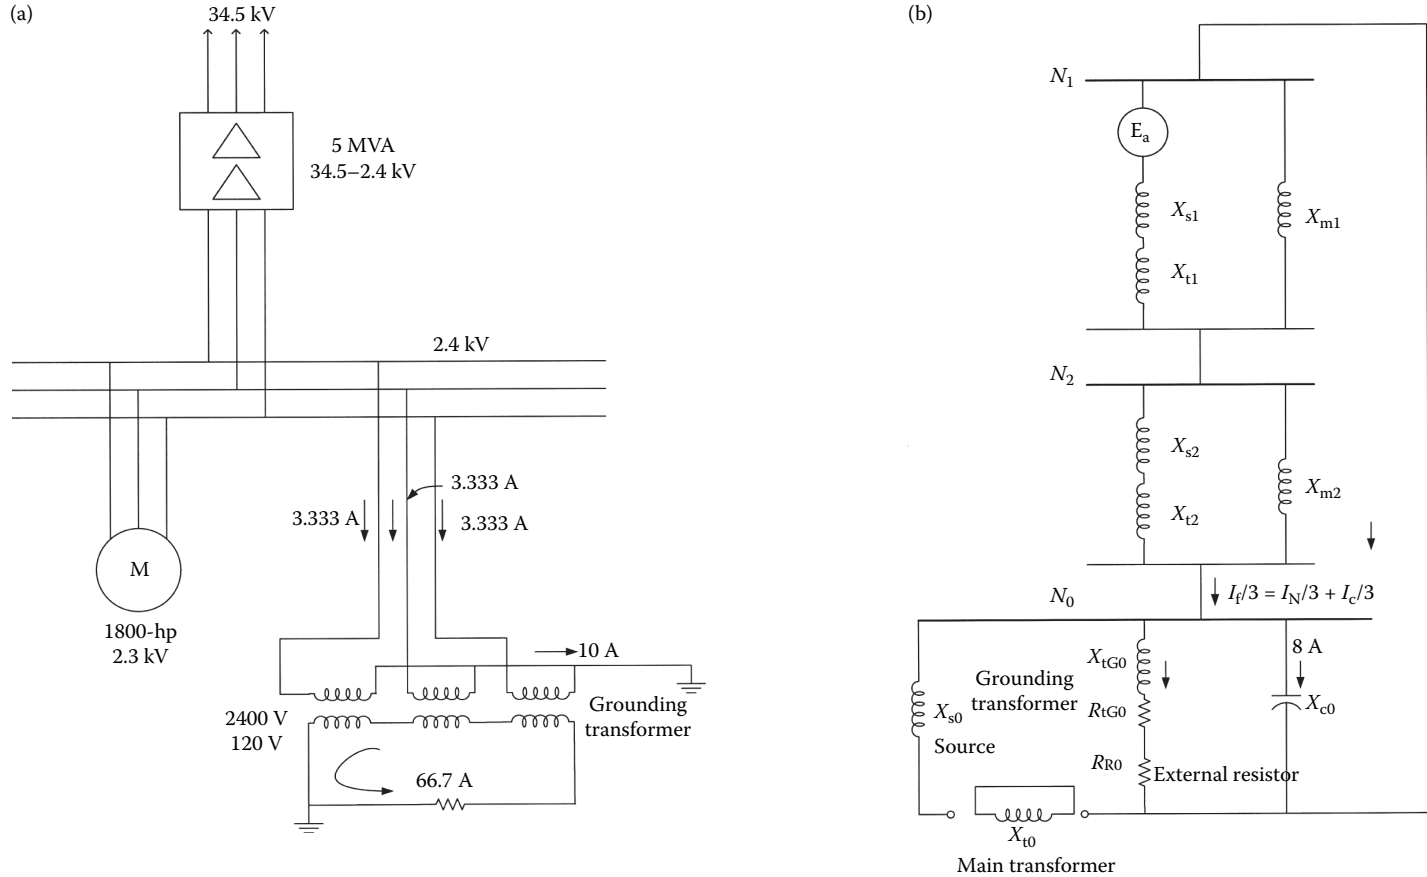 (a)
34.5 kV
5 MVA
34.5–2.4 kV
2.4 kV
3.333 A
3.333 A
3.333 A
M
1800-hp
2.3 kV
10 A
Grounding
transformer
2400 V
120 V
66.7 A
(b)
N1
Ea
Xs1
Xm1
Xt1
N2
Xs2
Xm2
Xt2
If/3 = IN/3 + Ic/3
N0
8 A
XtG0
Grounding
transformer
RtG0
Xc0
Xs0
Source
RR0
External resistor
Xt0
Main transformer